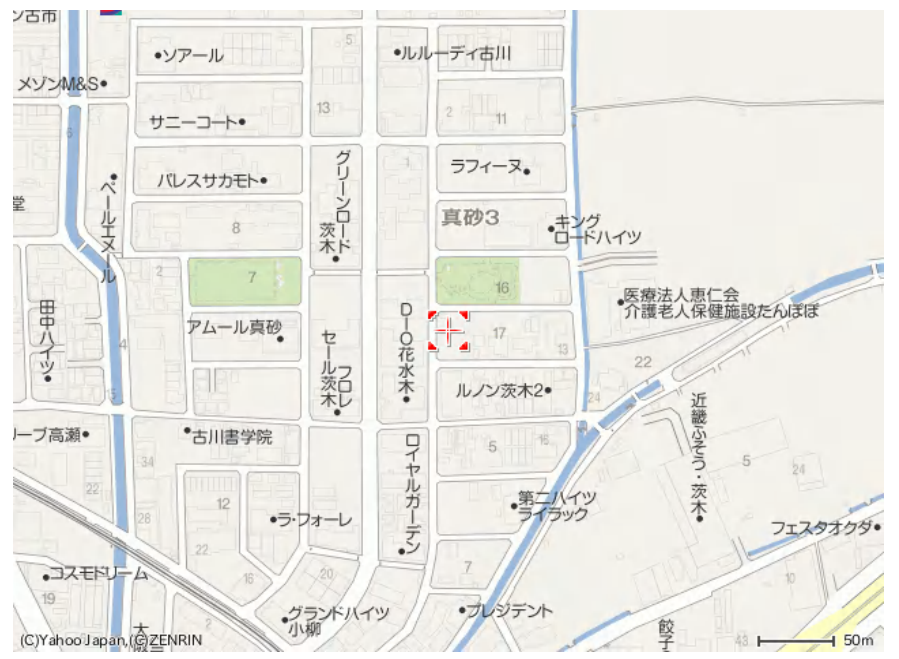 ン古市
5
ソアール
ルルーディ古川
メゾンM&S
13
2
11
サニーコート
6
1
グリーンロード
茨木
ラフィーヌ
パレスサカモト
堂
ペールエメール
真砂3
8
キング
ロードハイツ
2
7
16
医療法人恵仁会
介護老人保健施設たんぽぽ
田中ハイツ
DIO花水木
アムール真砂
17
13
4
セール茨木
フロレ
22
ルノン茨木2
15
24
近畿ふそう・茨木
リーブ高瀬
古川書学院
ロイヤルガーデン
5
16
34
5
24
22
12
第二ハイツ
ライラック
28
ラ・フォーレ
フェスタオクダ
22
コスモドリーム
16
20
7
10
19
グランドハイツ
小柳
プレジデント
2
餃子の
43
50m
(C)Yahoo Japan,(C)ZENRIN